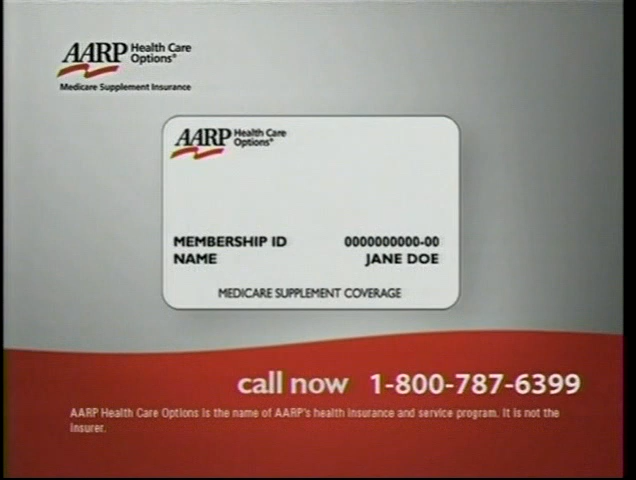 AARP Health Care
Options®
Medicare Supplement Insurance
AARP Health Care
Options®
MEMBERSHIP ID 0000000000-00
NAME JANE DOE
MEDICARE SUPPLEMENT COVERAGE
call now 1-800-787-6399
AARP Health Care Options is the name of AARP's health insurance and service program. It is not the
insurer.